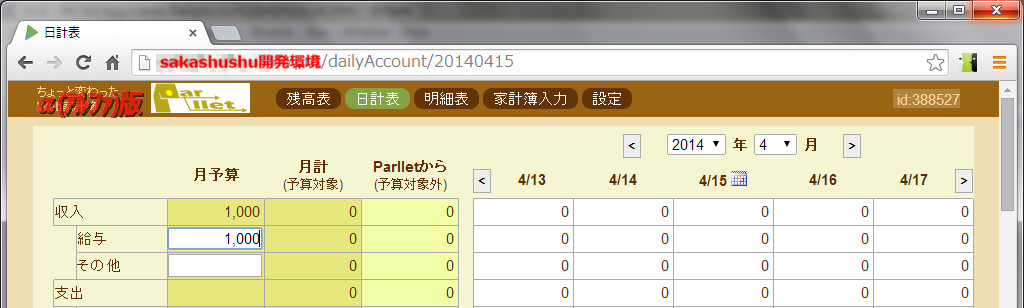 日計表
sakashushu開発環境/dailyAccount/20140415
ちょっと変わった
α(アルファ)版
Parllet
残高表 日計表 明細表 家計簿入力 設定
id:388527
< 2014 年 4 月 >
月予算 月計 (予算対象) Parlletから (予算対象外) < 4/13 4/14 4/15 4/16 4/17 >
収入 1,000 0 0 0 0 0 0 0
給与 1,000 0 0 0 0 0 0 0
その他 0 0 0 0 0 0 0
支出 0 0 0 0 0 0 0